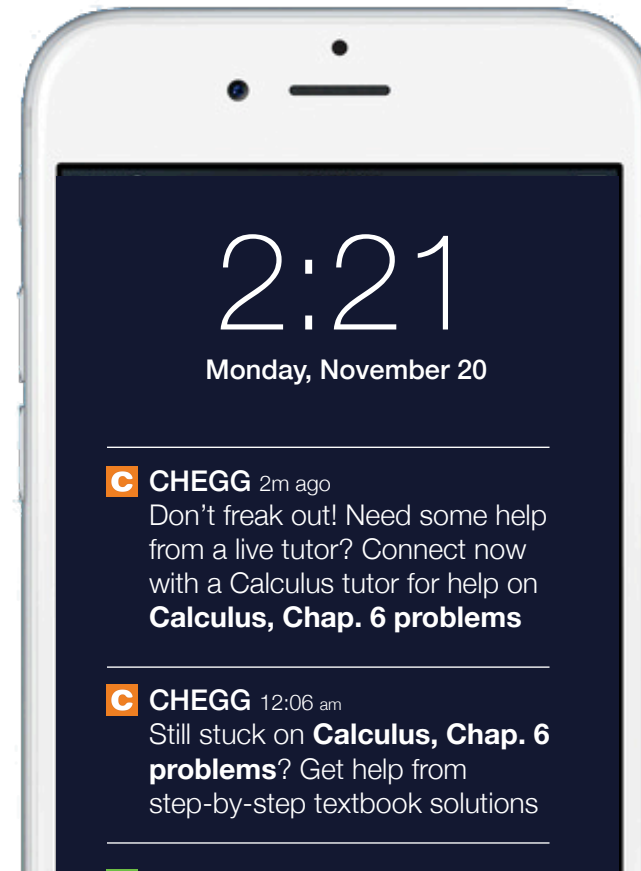 2:21
Monday, November 20
C CHEGG 2m ago
Don’t freak out! Need some help
from a live tutor? Connect now
with a Calculus tutor for help on
Calculus, Chap. 6 problems
C CHEGG 12:06 am
Still stuck on Calculus, Chap. 6
problems? Get help from
step-by-step textbook solutions